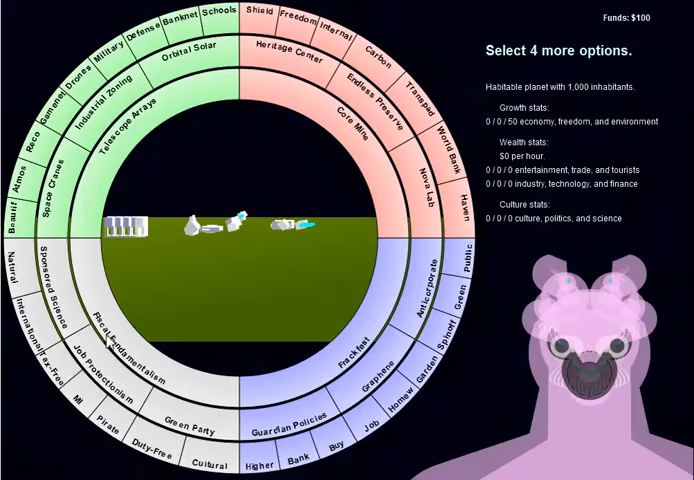 Funds: $100
Select 4 more options.
Habitable planet with 1,000 inhabitants.
Growth stats:
0 / 0 / 50 economy, freedom, and environment
Wealth stats:
$0 per hour.
0 / 0 / 0 entertainment, trade, and tourists
0 / 0 / 0 industry, technology, and finance
Culture stats:
0 / 0 / 0 culture, politics, and science
Shield
Freedom
Internal
Carbon
Transpad
World Bank
Haven
Public
Green
Spinoff
Garden
Homew
Job
Buy
Bank
Higher
Cultural
Duty-Free
Pirate
MI
Tax-Free
International
Natural
Beautif
Atmos
Reco
Gamenet
Drones
Military
Defense
Banknet
Schools
Heritage Center
Endless Preserve
Nova Lab
Anticorporate
Graphene
Guardian Policies
Green Party
Job Protectionism
Sponsored Science
Space Cranes
Industrial Zoning
Orbital Solar
Core Mine
Frackfest
Fiscal Fundamentalism
Telescope Arrays